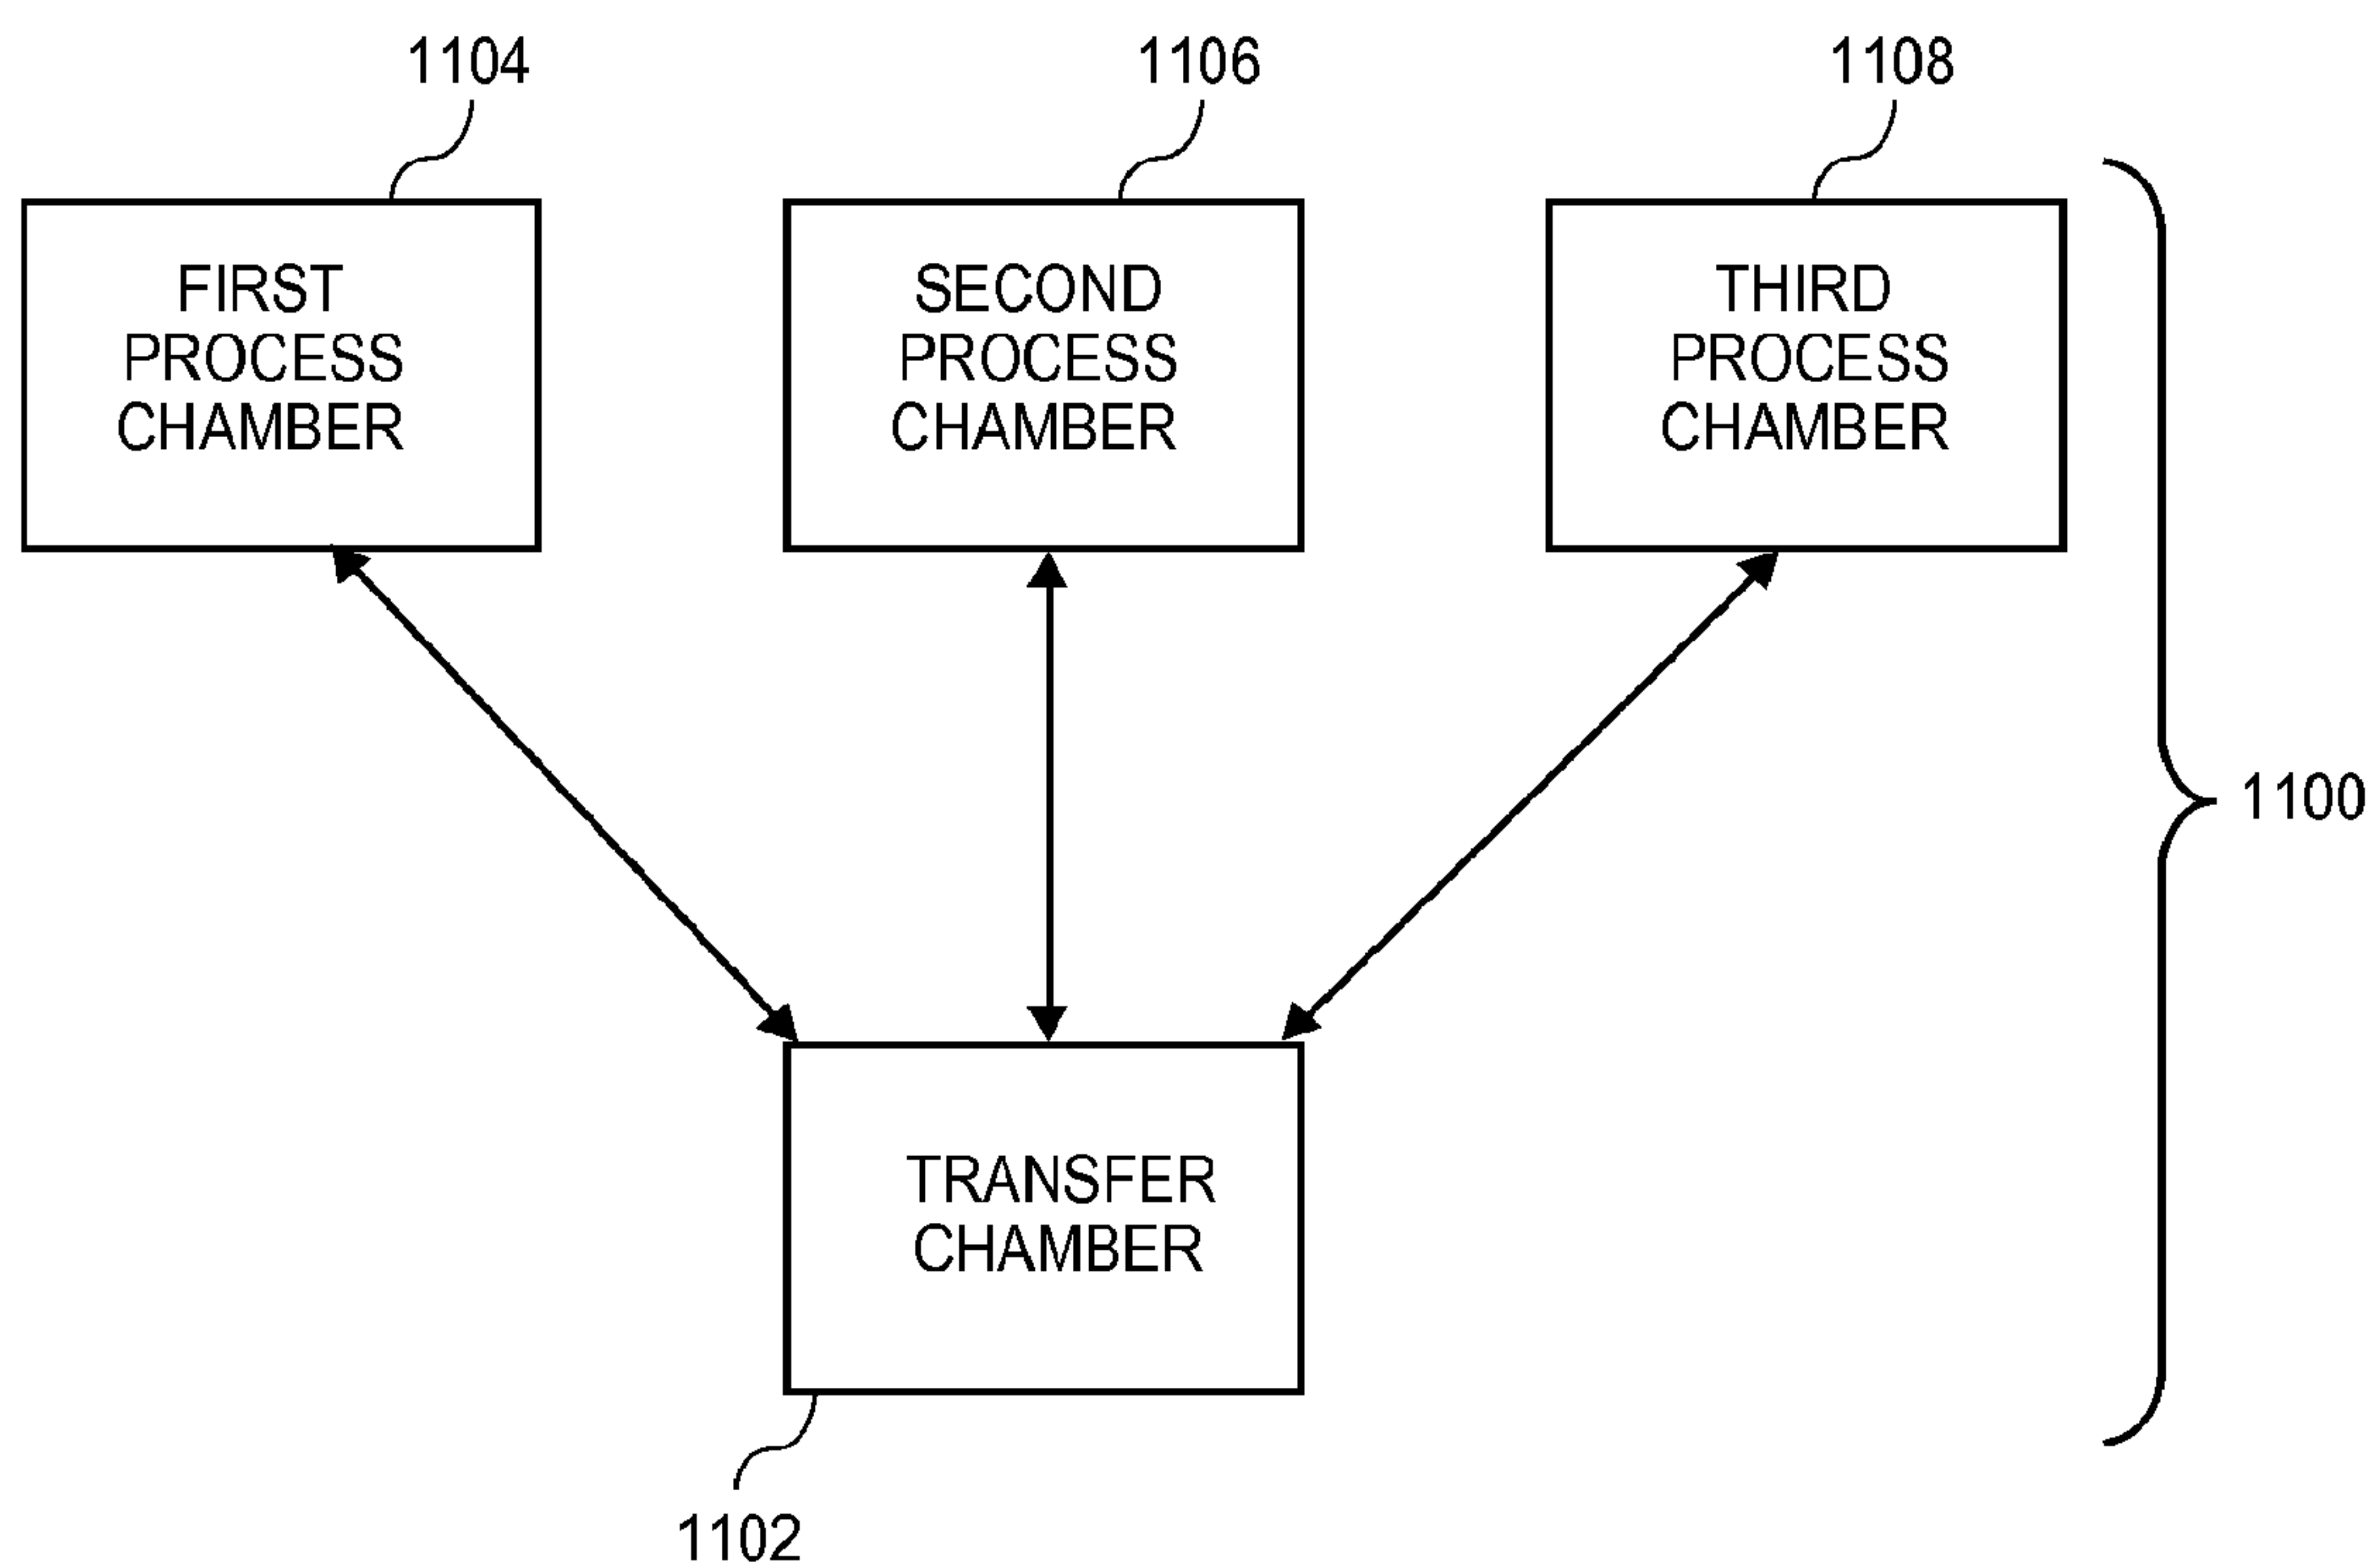 1104
1106
1108
FIRST
PROCESS
CHAMBER
SECOND
PROCESS
CHAMBER
THIRD
PROCESS
CHAMBER
1100
TRANSFER
CHAMBER
1102